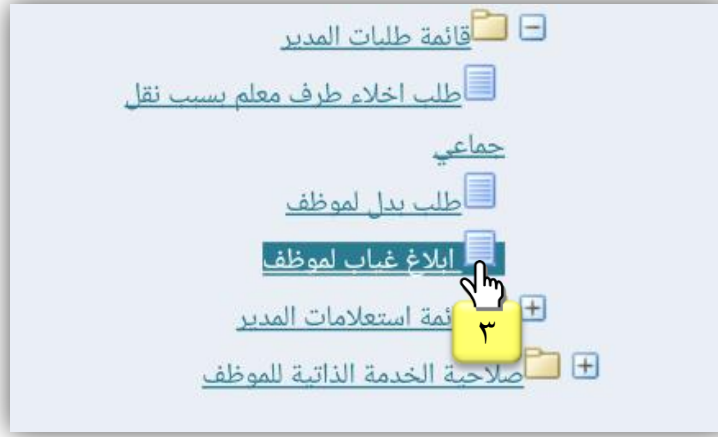 قائمة طلبات المدير
طلب اخلاء طرف معلم بسبب نقل
جماعي
طلب بدل لموظف
ابلاغ غياب لموظف
ئمة استعلامات المدير
٣
صلاحية الخدمة الذاتية للموظف